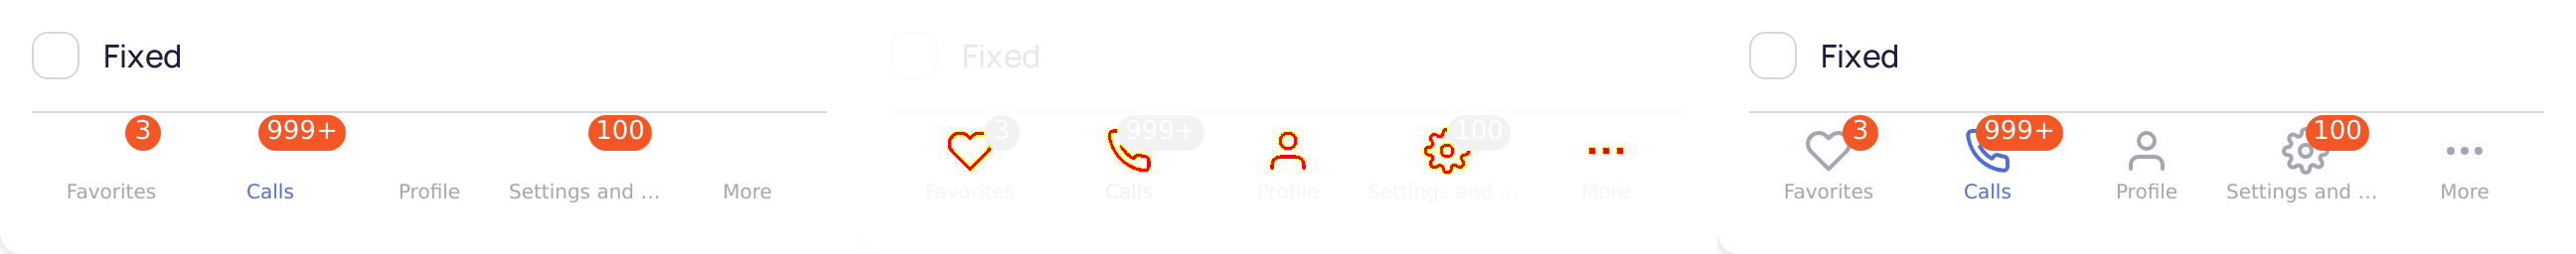 Fixed
3 999+ 100
Favorites Calls Profile Settings and ... More
Fixed
3 999+ 100
Favorites Calls Profile Settings and ... More
Fixed
3 999+ 100
Favorites Calls Profile Settings and ... More